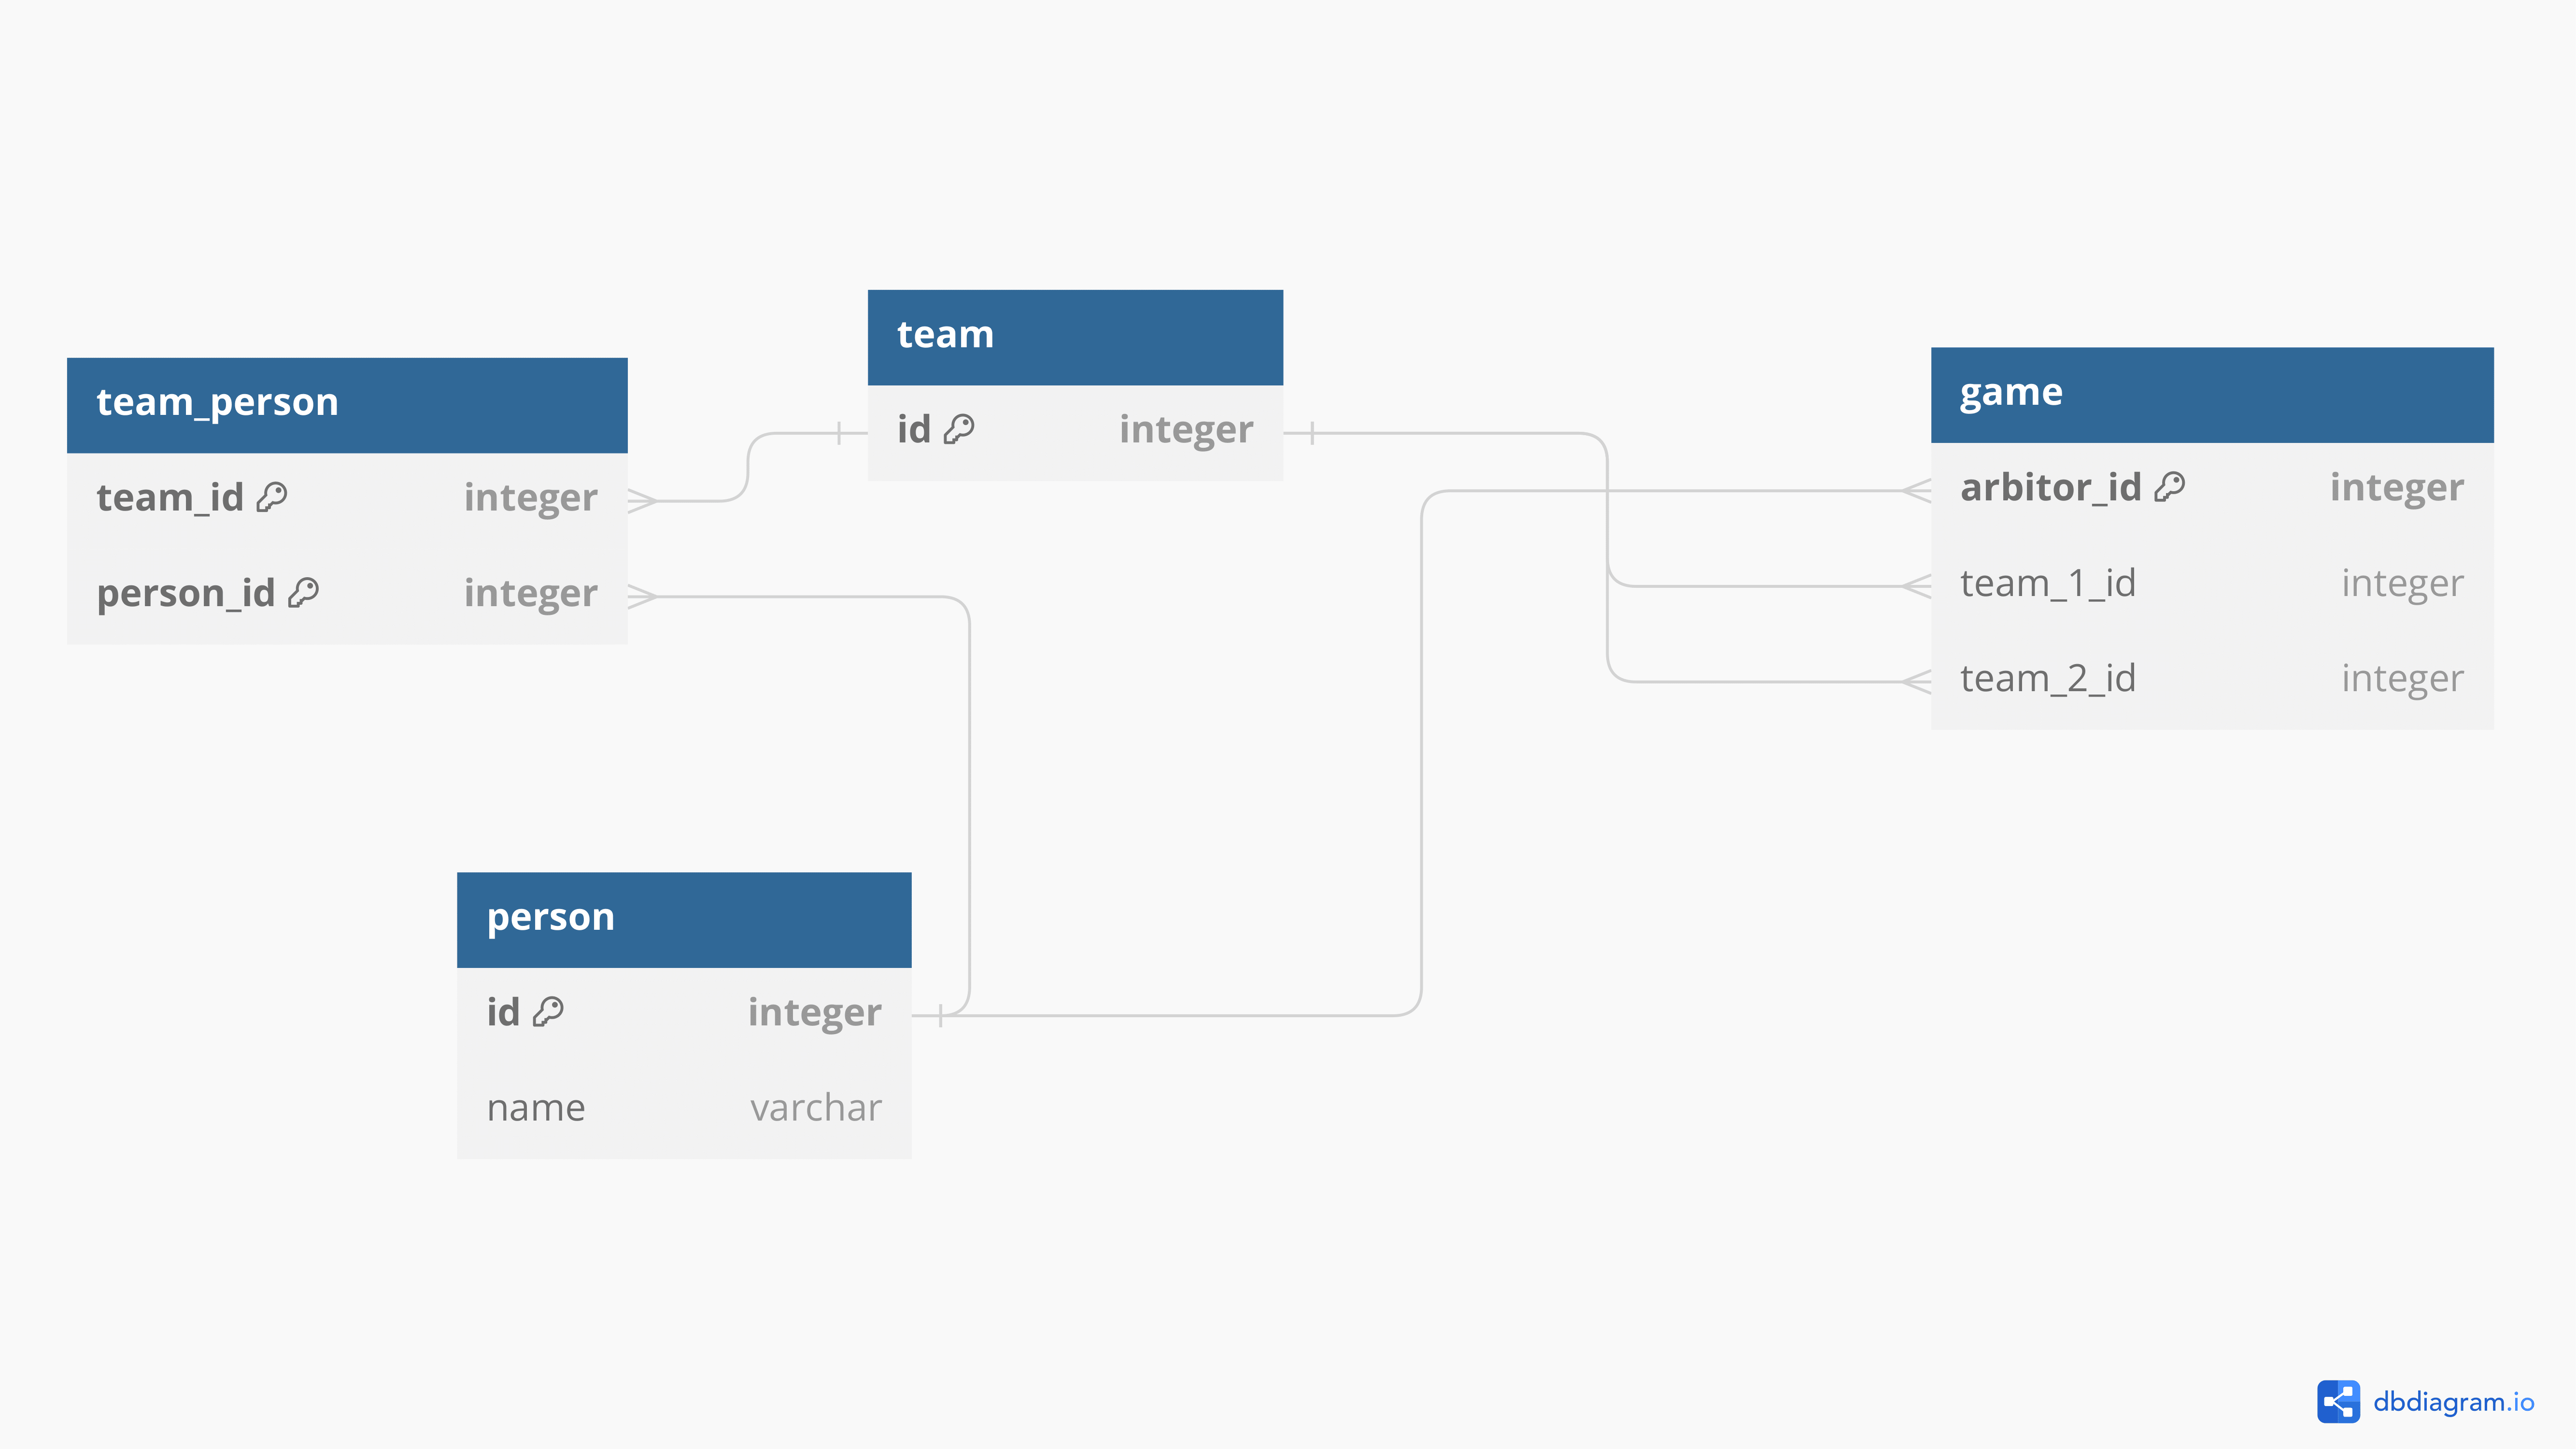 team_person
team_id integer
person_id integer
team
id integer
game
arbitor_id integer
team_1_id integer
team_2_id integer
person
id integer
name varchar
dbdiagram.io